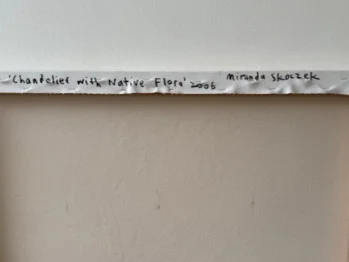 'Chandelier with Native Flora' 2006 Miranda Skoczek